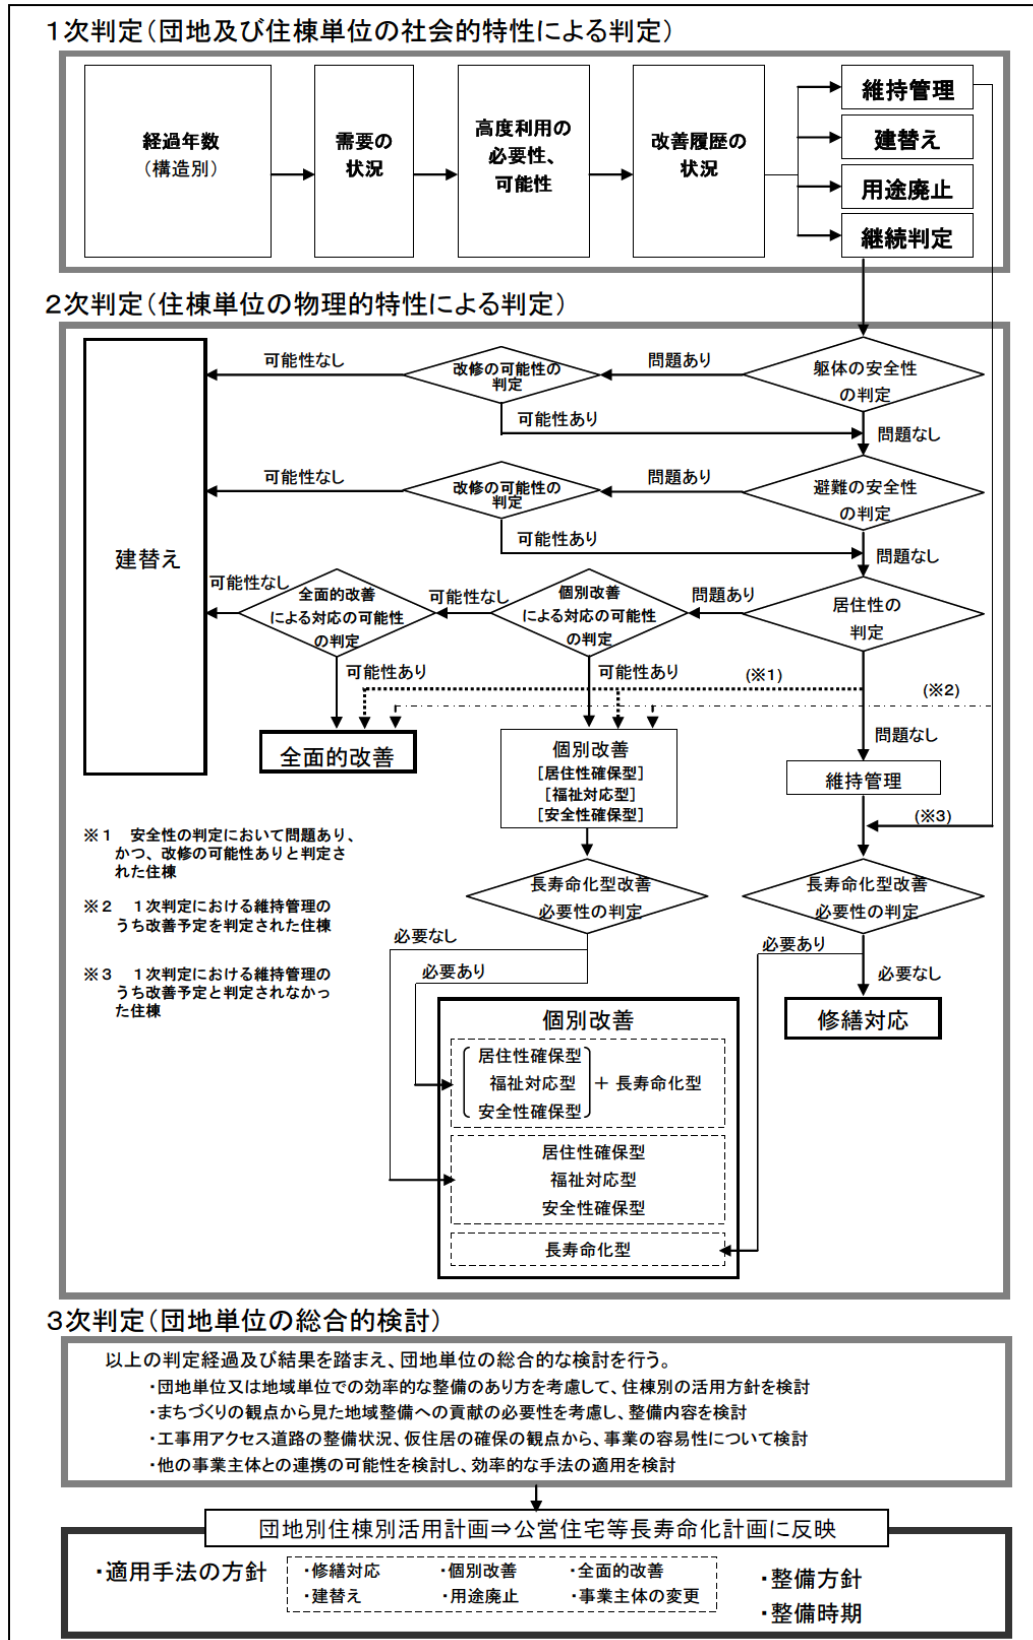 １次判定（団地及び住棟単位の社会的特性による判定）
経過年数
（構造別）
需要の
状況
高度利用の
必要性、
可能性
改善履歴の
状況
維持管理
建替え
用途廃止
継続判定
２次判定（住棟単位の物理的特性による判定）
建替え
可能性なし
改修の可能性の
判定
問題あり
躯体の安全性
の判定
可能性あり
問題なし
可能性なし
改修の可能性の
判定
問題あり
避難の安全性
の判定
可能性あり
問題なし
可能性なし
全面的改善
による対応の可能性
の判定
可能性なし
個別改善
による対応の可能性
の判定
問題あり
居住性の
判定
可能性あり
可能性あり
（※1）
（※2）
問題なし
全面的改善
個別改善
［居住性確保型］
［福祉対応型］
［安全性確保型］
維持管理
（※3）
※１　安全性の判定において問題あり、
かつ、改修の可能性ありと判定さ
れた住棟
※２　１次判定における維持管理の
うち改善予定を判定された住棟
※３　１次判定における維持管理の
うち改善予定と判定されなかっ
た住棟
長寿命化型改善
必要性の判定
長寿命化型改善
必要性の判定
必要なし
必要あり
必要あり
必要なし
修繕対応
個別改善
居住性確保型
福祉対応型
安全性確保型
＋ 長寿命化型
居住性確保型
福祉対応型
安全性確保型
長寿命化型
３次判定（団地単位の総合的検討）
以上の判定経過及び結果を踏まえ、団地単位の総合的な検討を行う。
・団地単位又は地域単位での効率的な整備のあり方を考慮して、住棟別の活用方針を検討
・まちづくりの観点から見た地域整備への貢献の必要性を考慮し、整備内容を検討
・工事用アクセス道路の整備状況、仮住居の確保の観点から、事業の容易性について検討
・他の事業主体との連携の可能性を検討し、効率的な手法の適用を検討
団地別住棟別活用計画⇒公営住宅等長寿命化計画に反映
・適用手法の方針
・修繕対応　・個別改善　・全面的改善
・建替え　・用途廃止　・事業主体の変更
・整備方針
・整備時期